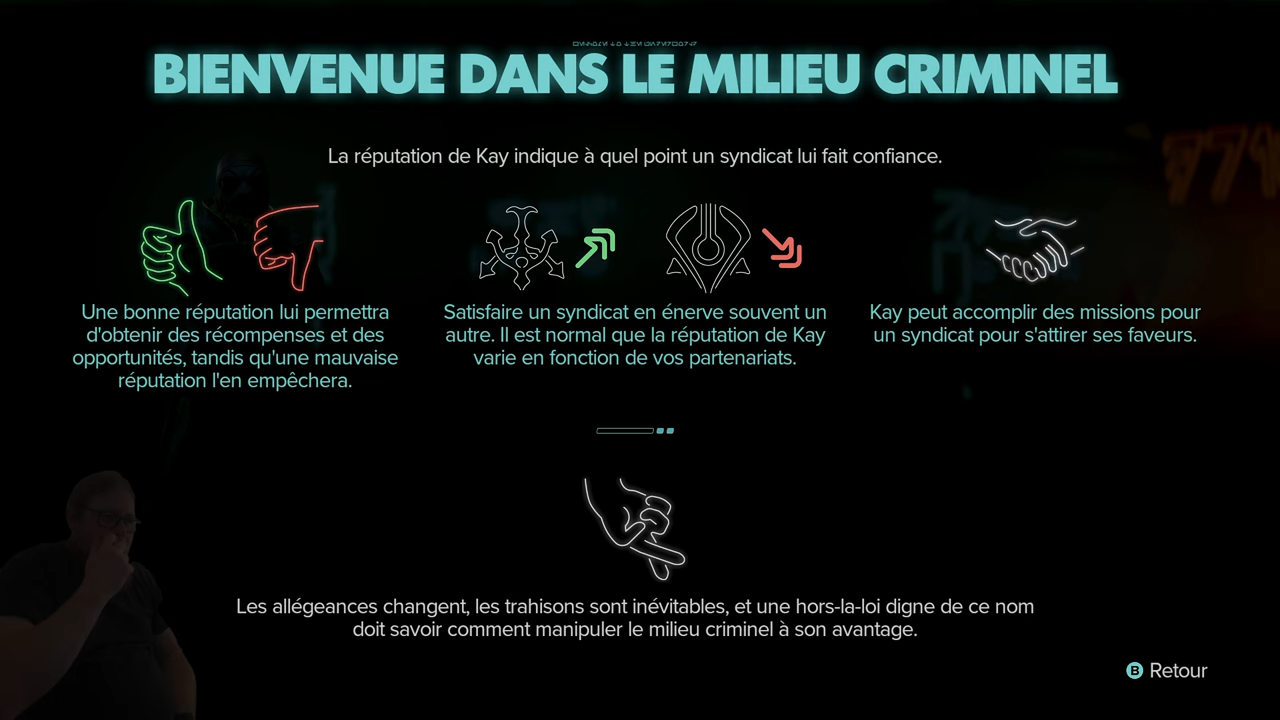 BIENVENUE DANS LE MILIEU CRIMINEL
La réputation de Kay indique à quel point un syndicat lui fait confiance.
Une bonne réputation lui permettra
d'obtenir des récompenses et des
opportunités, tandis qu'une mauvaise
réputation l'en empêchera.
Satisfaire un syndicat en énerve souvent un
autre. Il est normal que la réputation de Kay
varie en fonction de vos partenariats.
Kay peut accomplir des missions pour
un syndicat pour s'attirer ses faveurs.
Les allégeances changent, les trahisons sont inévitables, et une hors-la-loi digne de ce nom
doit savoir comment manipuler le milieu criminel à son avantage.
B Retour